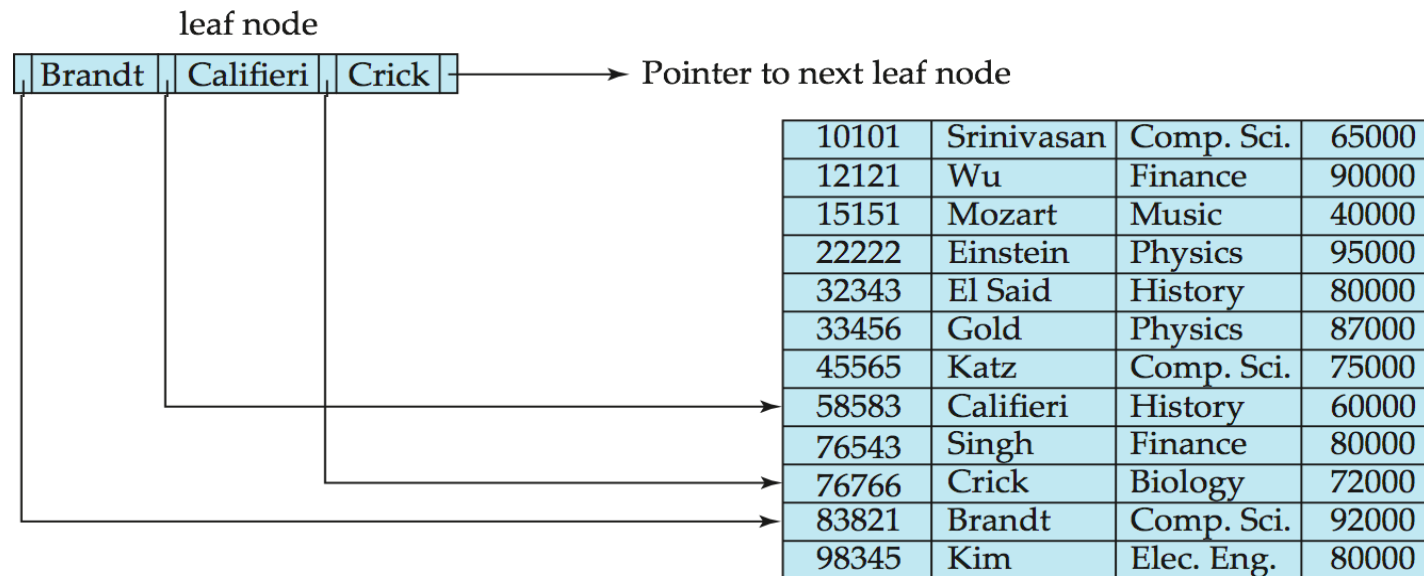 leaf node
Brandt Califieri Crick Pointer to next leaf node
10101 Srinivasan Comp. Sci. 65000
12121 Wu Finance 90000
15151 Mozart Music 40000
22222 Einstein Physics 95000
32343 El Said History 80000
33456 Gold Physics 87000
45565 Katz Comp. Sci. 75000
58583 Califieri History 60000
76543 Singh Finance 80000
76766 Crick Biology 72000
83821 Brandt Comp. Sci. 92000
98345 Kim Elec. Eng. 80000